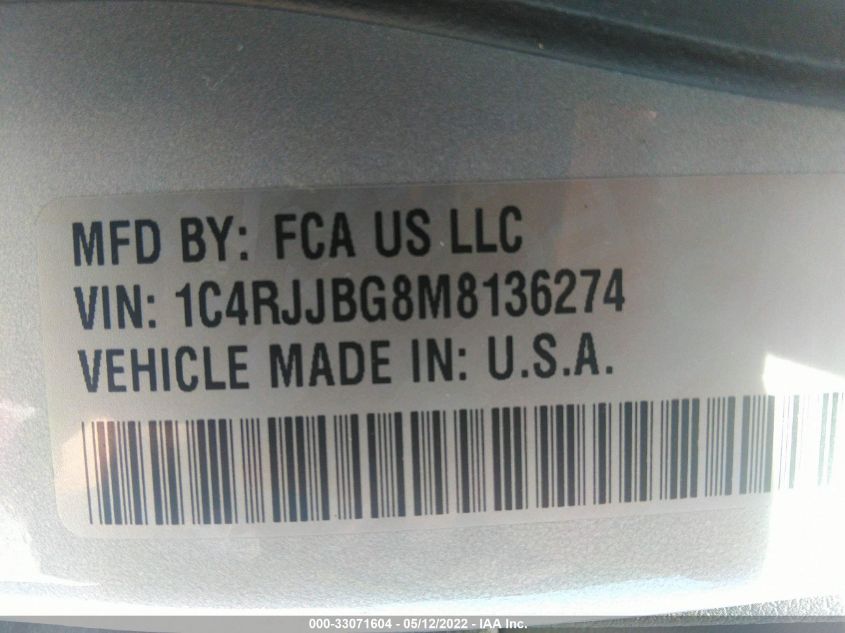 MFD BY: FCA US LLC
VIN: 1C4RJJBG8M8136274
VEHICLE MADE IN: U.S.A.
000-33071604 - 05/12/2022 - IAA Inc.